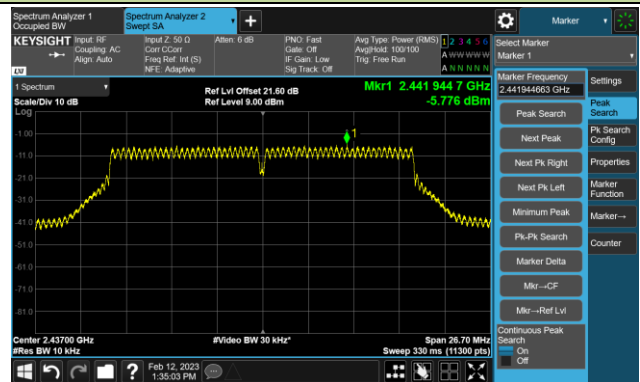 Spectrum Analyzer 1
Occupied BW
Spectrum Analyzer 2
Swept SA
Marker
KEYSIGHT
Input: RF
Coupling: AC
Align: Auto
Input Z: 50 Ω
Corr CCorr
Freq Ref: Int (S)
NFE: Adaptive
Atten: 6 dB
PNO: Fast
Gate: Off
IF Gain: Low
Sig Track: Off
Avg Type: Power (RMS)
Avg|Hold: 100/100
Trig: Free Run
1 2 3 4 5 6
A W W W W W
A N N N N N
LXI
Select Marker
Marker 1
1 Spectrum
Scale/Div 10 dB
Log
Ref Lvl Offset 21.60 dB
Ref Level 9.00 dBm
Mkr1 2.441 944 7 GHz
-5.776 dBm
1
-1.00
-11.0
-21.0
-31.0
-41.0
-51.0
-61.0
-71.0
-81.0
Center 2.43700 GHz
#Res BW 10 kHz
#Video BW 30 kHz*
Span 26.70 MHz
Sweep 330 ms (11300 pts)
Marker Frequency
2.441944663 GHz
Peak Search
Next Peak
Next Pk Right
Next Pk Left
Minimum Peak
Pk-Pk Search
Marker Delta
Mkr→CF
Mkr→Ref Lvl
Continuous Peak
Search
On
Off
Settings
Peak
Search
Pk Search
Config
Properties
Marker
Function
Marker→
Counter
Feb 12, 2023
1:35:03 PM